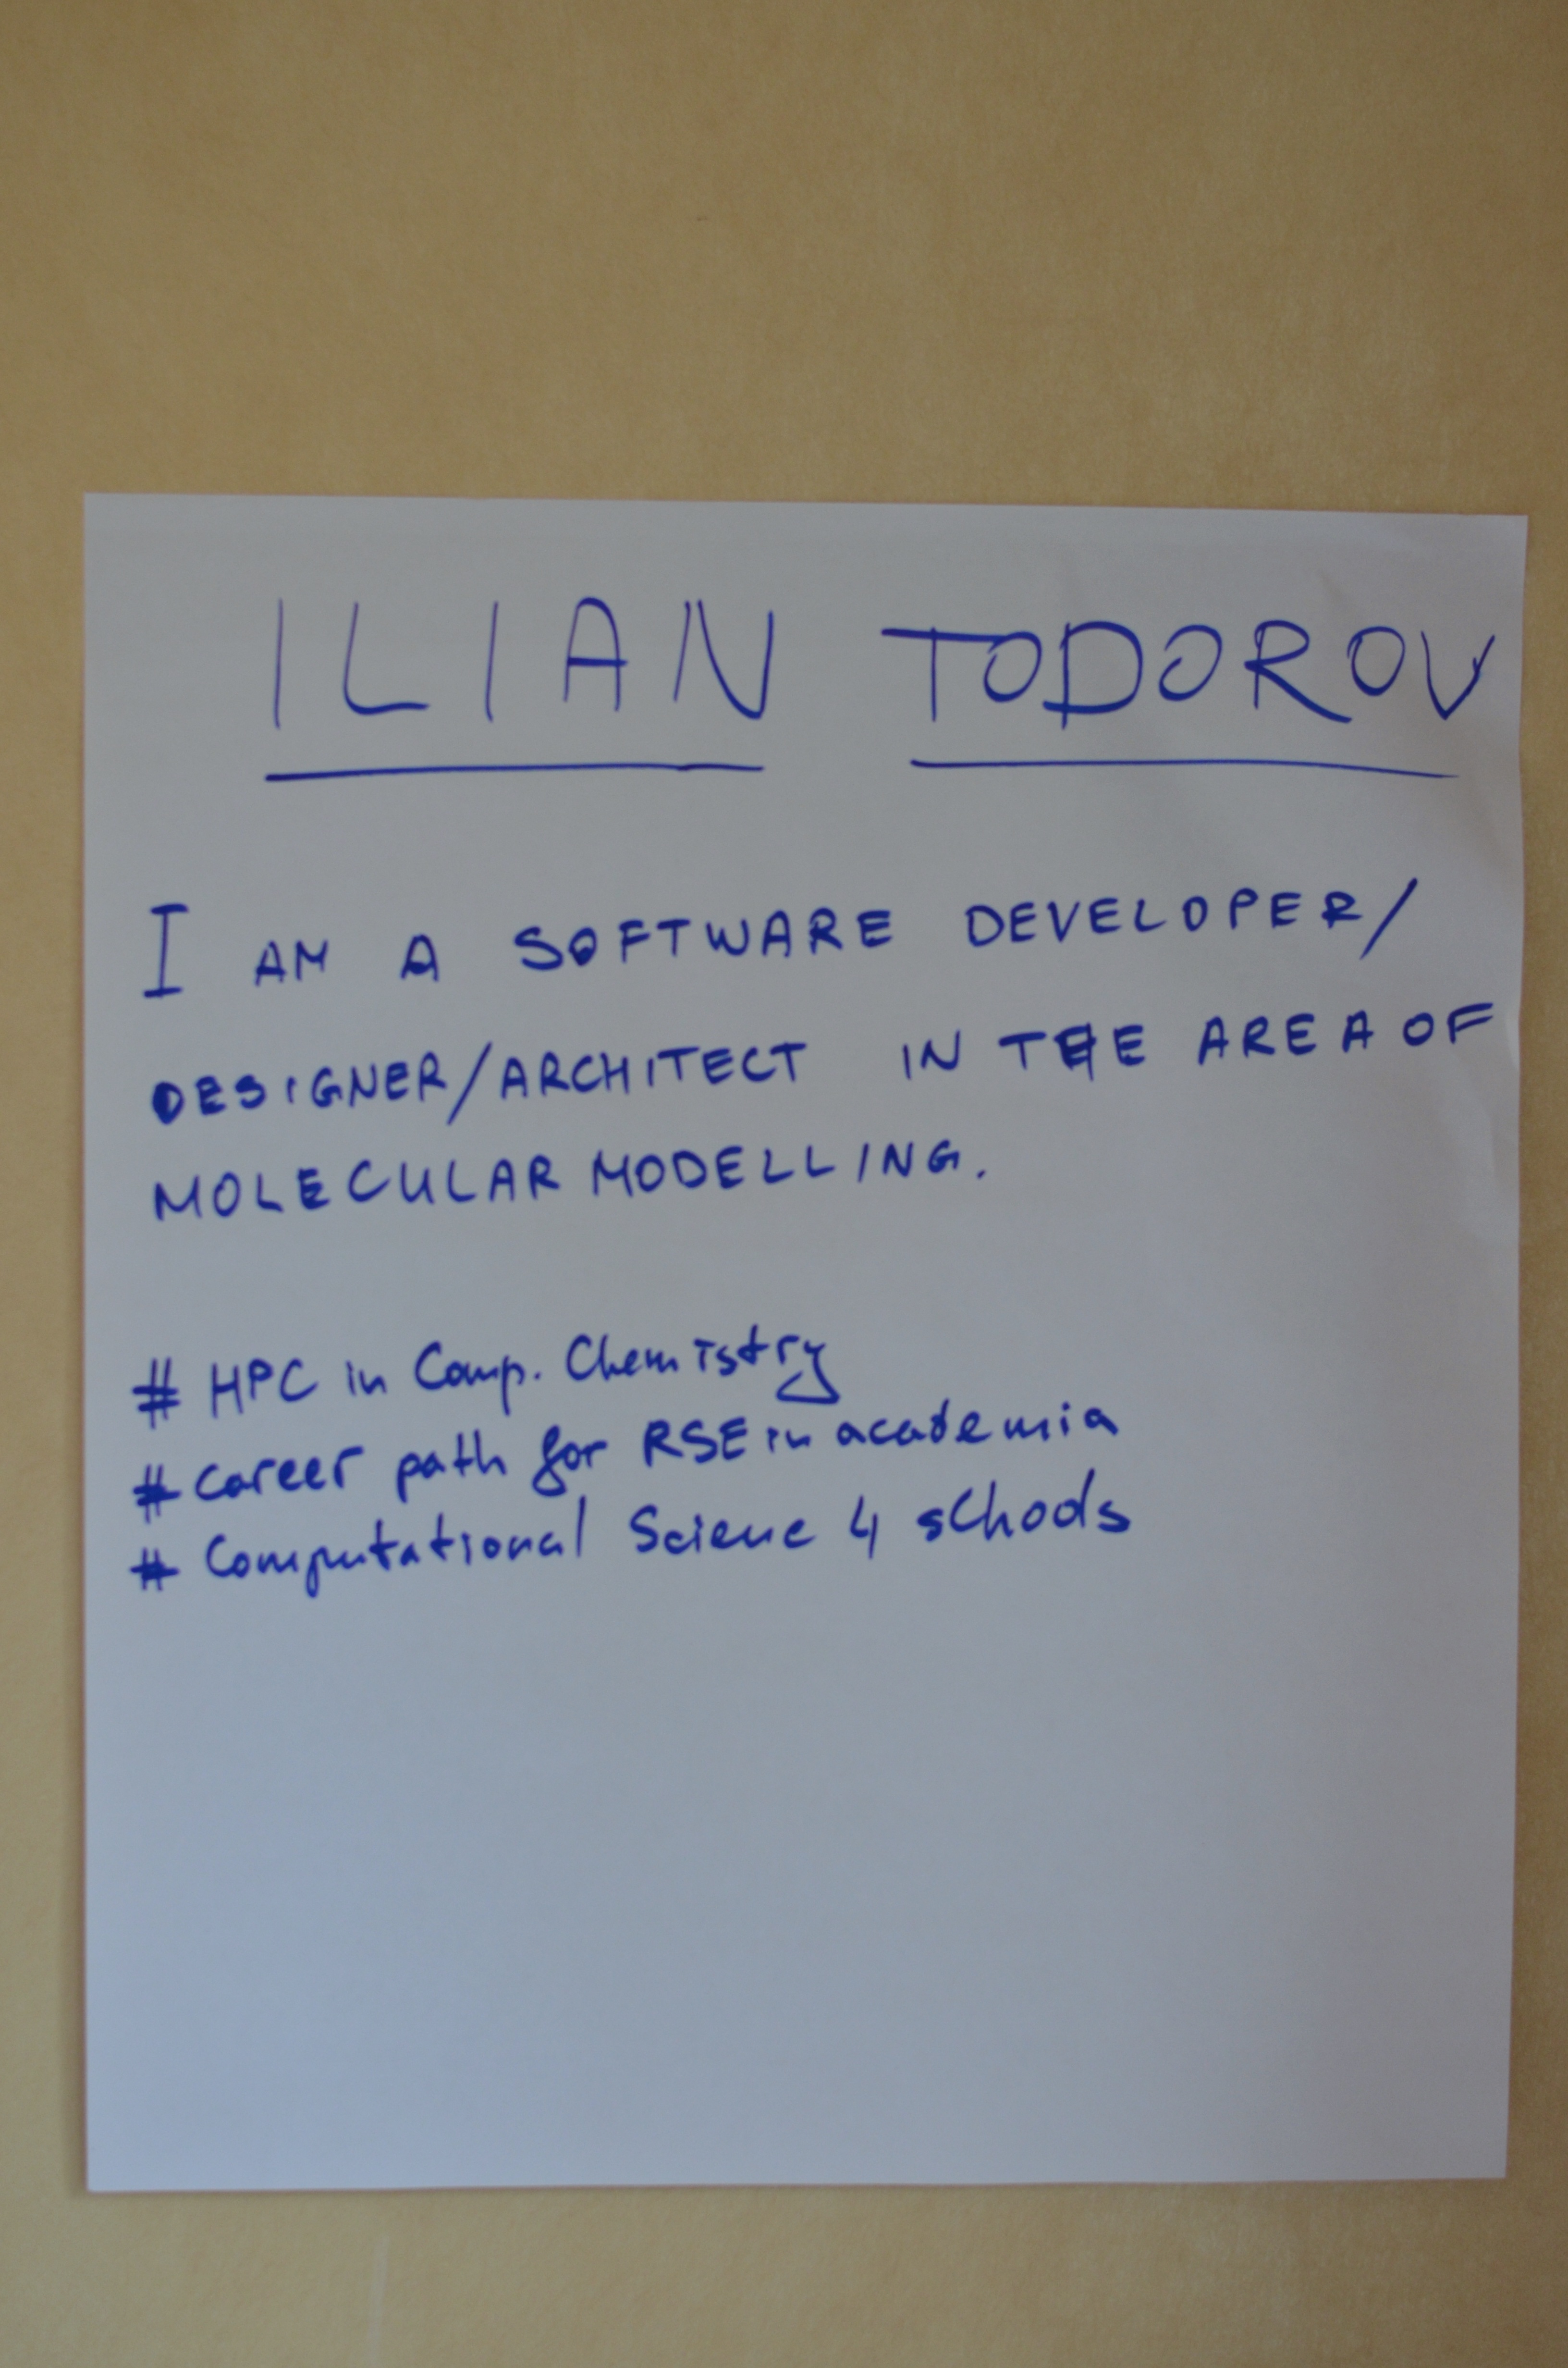 ILIAN TODOROV
I AM A SOFTWARE DEVELOPER/
DESIGNER/ARCHITECT IN THE AREA OF
MOLECULAR MODELLING.
# HPC in Comp. Chemistry
# Career path for RSE in academia
# Computational Science 4 sChools